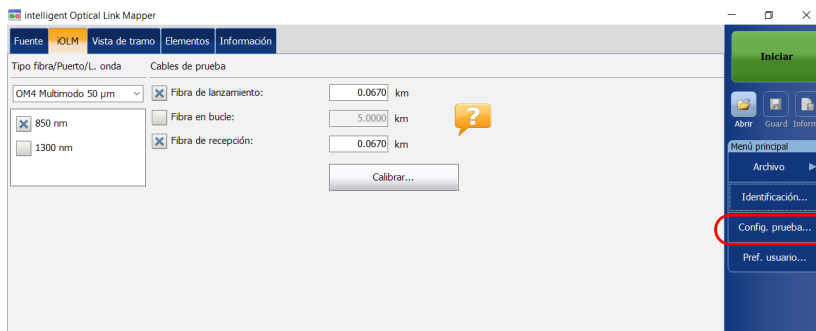 intelligent Optical Link Mapper
Fuente iOLM Vista de tramo Elementos Información
Tipo fibra/Puerto/L. onda Cables de prueba
OM4 Multimodo 50 µm Fibra de lanzamiento: 0.0670 km
850 nm Fibra en bucle: 5.0000 km
1300 nm Fibra de recepción: 0.0670 km
Calibrar...
Iniciar
Abrir Guard Inform
Menú principal
Archivo
Identificación...
Config. prueba...
Pref. usuario...